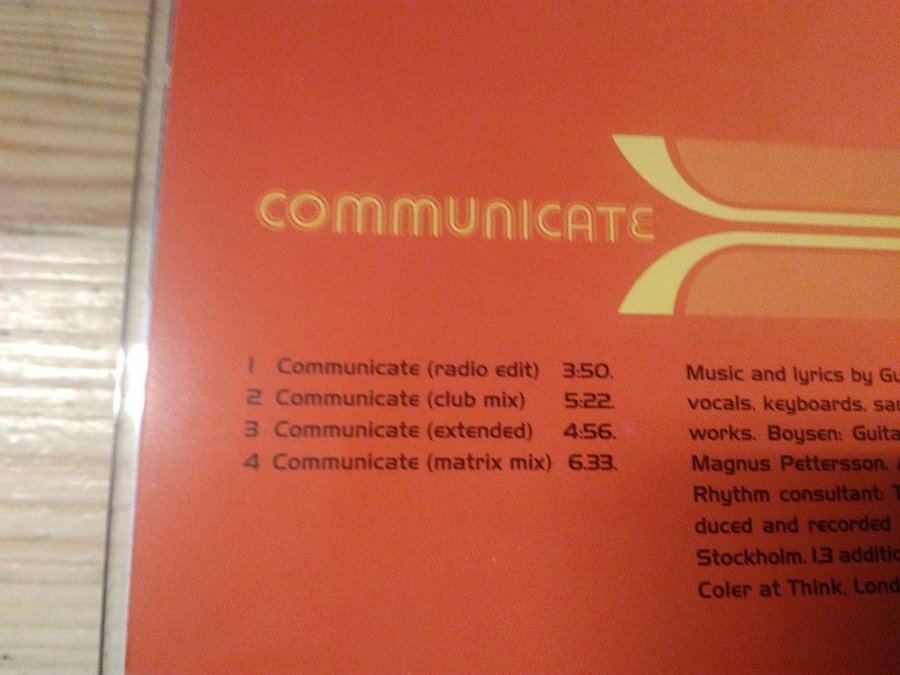 COMMUNICATE
1 Communicate (radio edit) 3:50.
2 Communicate (club mix) 5:22.
3 Communicate (extended) 4:56.
4 Communicate (matrix mix) 6.33.
Music and lyrics by
vocals, keyboards,
works. Boysen: 
Magnus Pettersson.
Rhythm consultant:
duced and recorded
Stockholm. 1.3
Coler at Think,